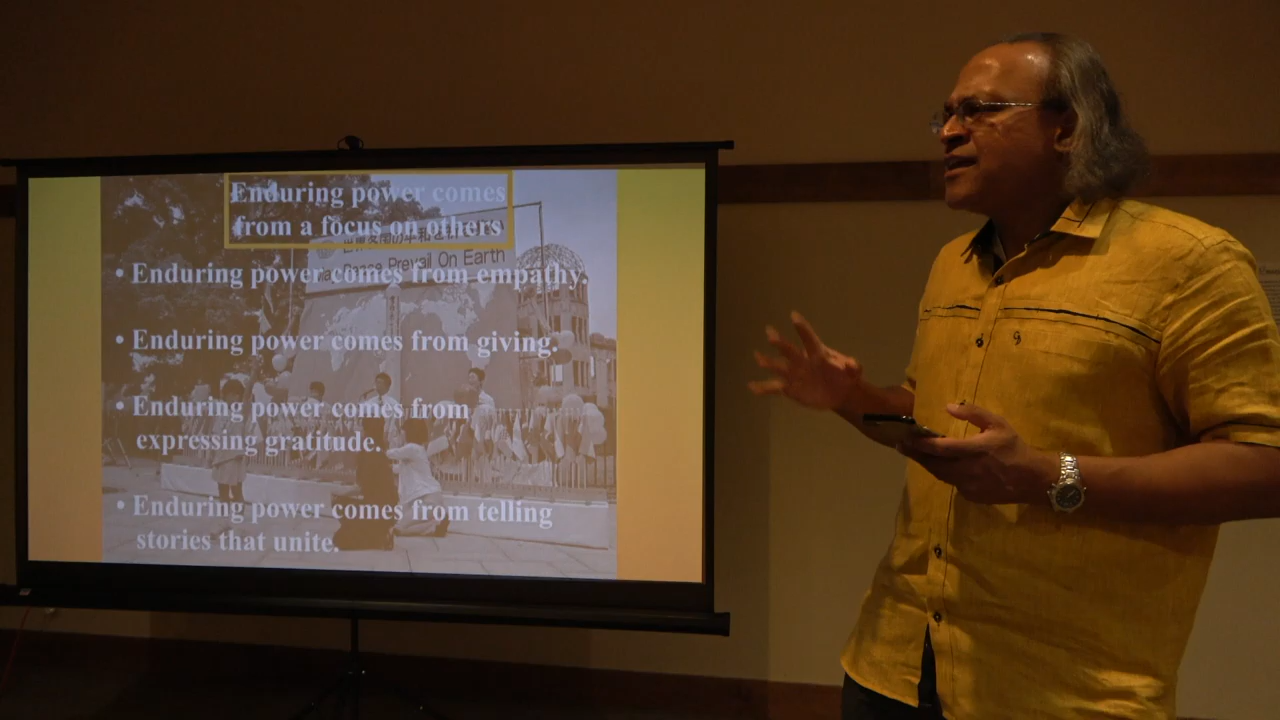 Enduring power comes
from a focus on others
Peace Prevail On Earth
• Enduring power comes from empathy.
• Enduring power comes from giving.
• Enduring power comes from
expressing gratitude.
• Enduring power comes from telling
stories that unite.